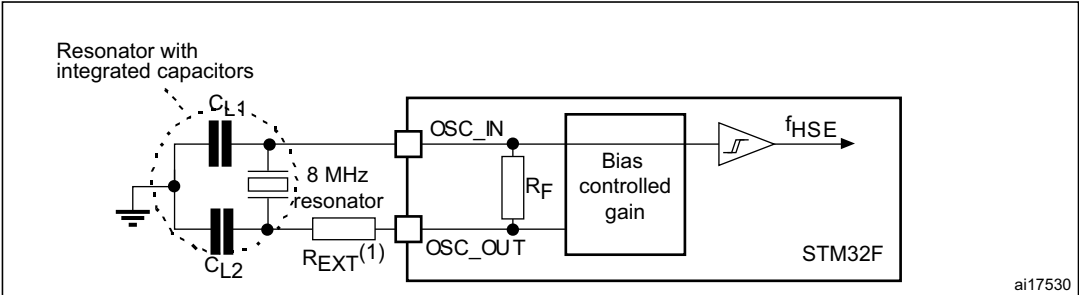 Resonator with
integrated capacitors
CL1
OSC_IN
fHSE
8 MHz
resonator
RF
Bias
controlled
gain
REXT(1)
OSC_OUT
STM32F
CL2
ai17530